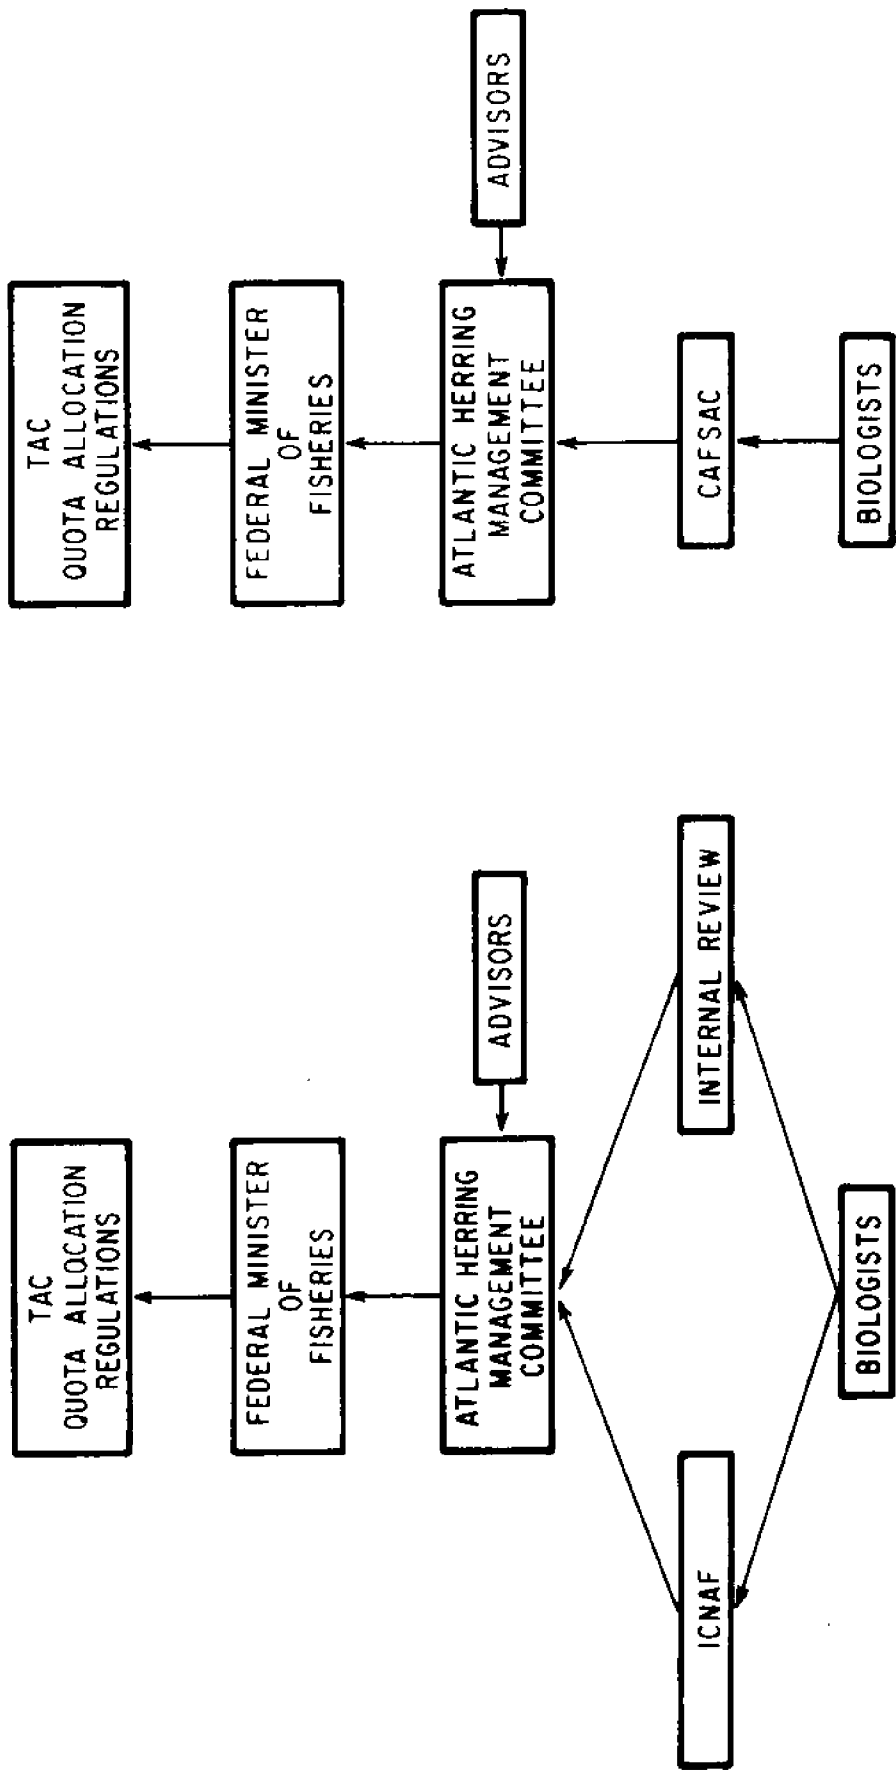 TAC
QUOTA ALLOCATION
REGULATIONS
FEDERAL MINISTER
OF
FISHERIES
ATLANTIC HERRING
MANAGEMENT
COMMITTEE
ADVISORS
ICNAF
INTERNAL REVIEW
BIOLOGISTS
TAC
QUOTA ALLOCATION
REGULATIONS
FEDERAL MINISTER
OF
FISHERIES
ATLANTIC HERRING
MANAGEMENT
COMMITTEE
ADVISORS
CAFSAC
BIOLOGISTS